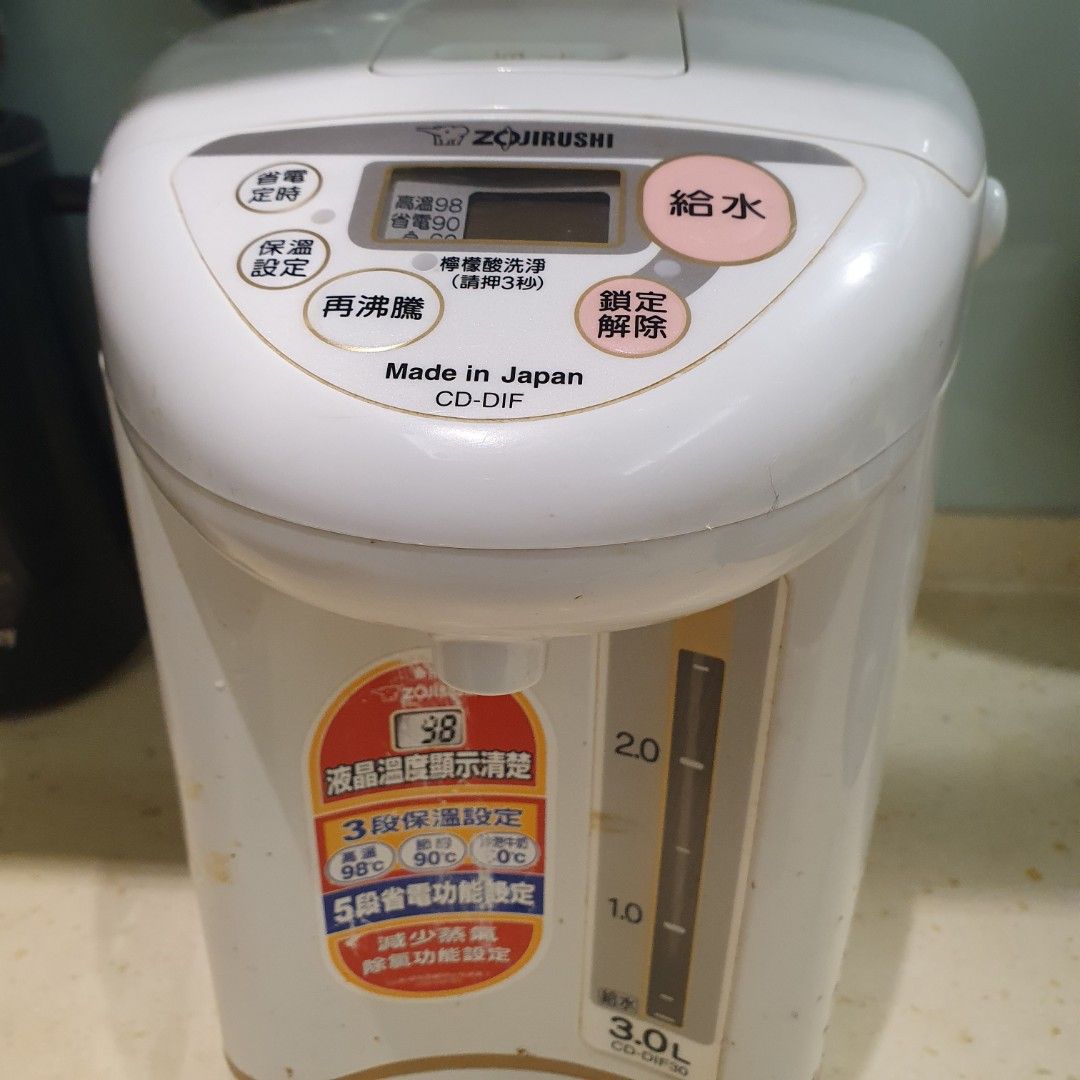 ZOJIRUSHI
省電
定時
高溫98
省電90
給水
保溫
設定
檸檬酸洗淨
(請押3秒)
再沸騰
鎖定
解除
Made in Japan
CD-DIF
98
液晶溫度顯示清楚
3段保溫設定
高溫
98℃
90℃
5段省電功能設定
減少蒸氣
除氯功能設定
2.0
1.0
給水
3.0L
CD-DIF30